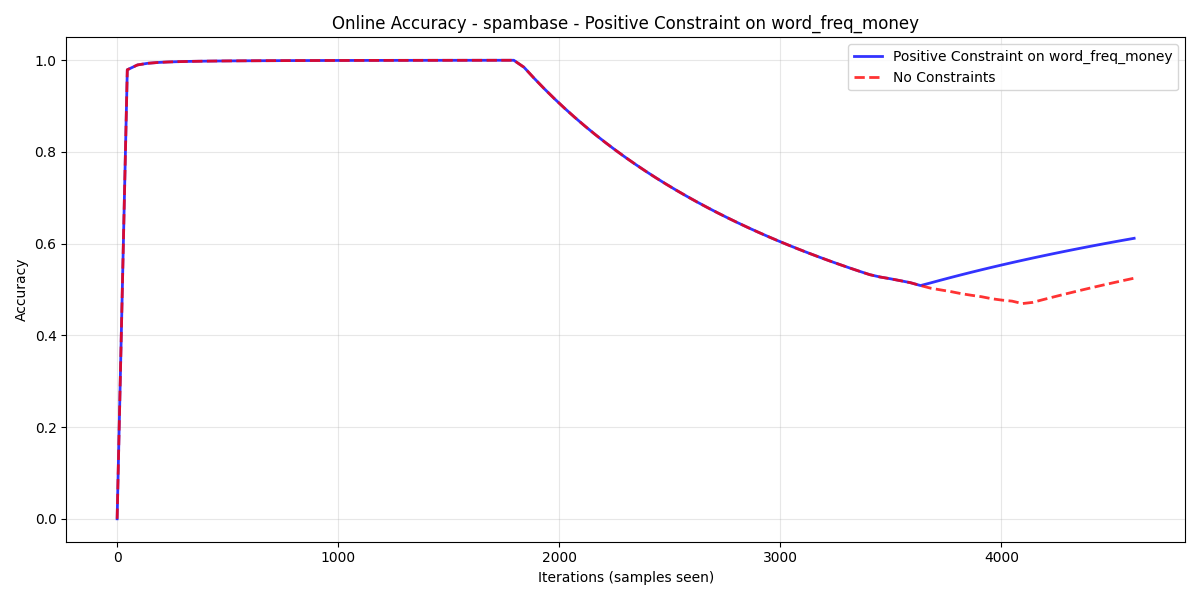 Online Accuracy - spambase - Positive Constraint on word_freq_money
Positive Constraint on word_freq_money
No Constraints
Accuracy
1.0
0.8
0.6
0.4
0.2
0.0
0 1000 2000 3000 4000
Iterations (samples seen)